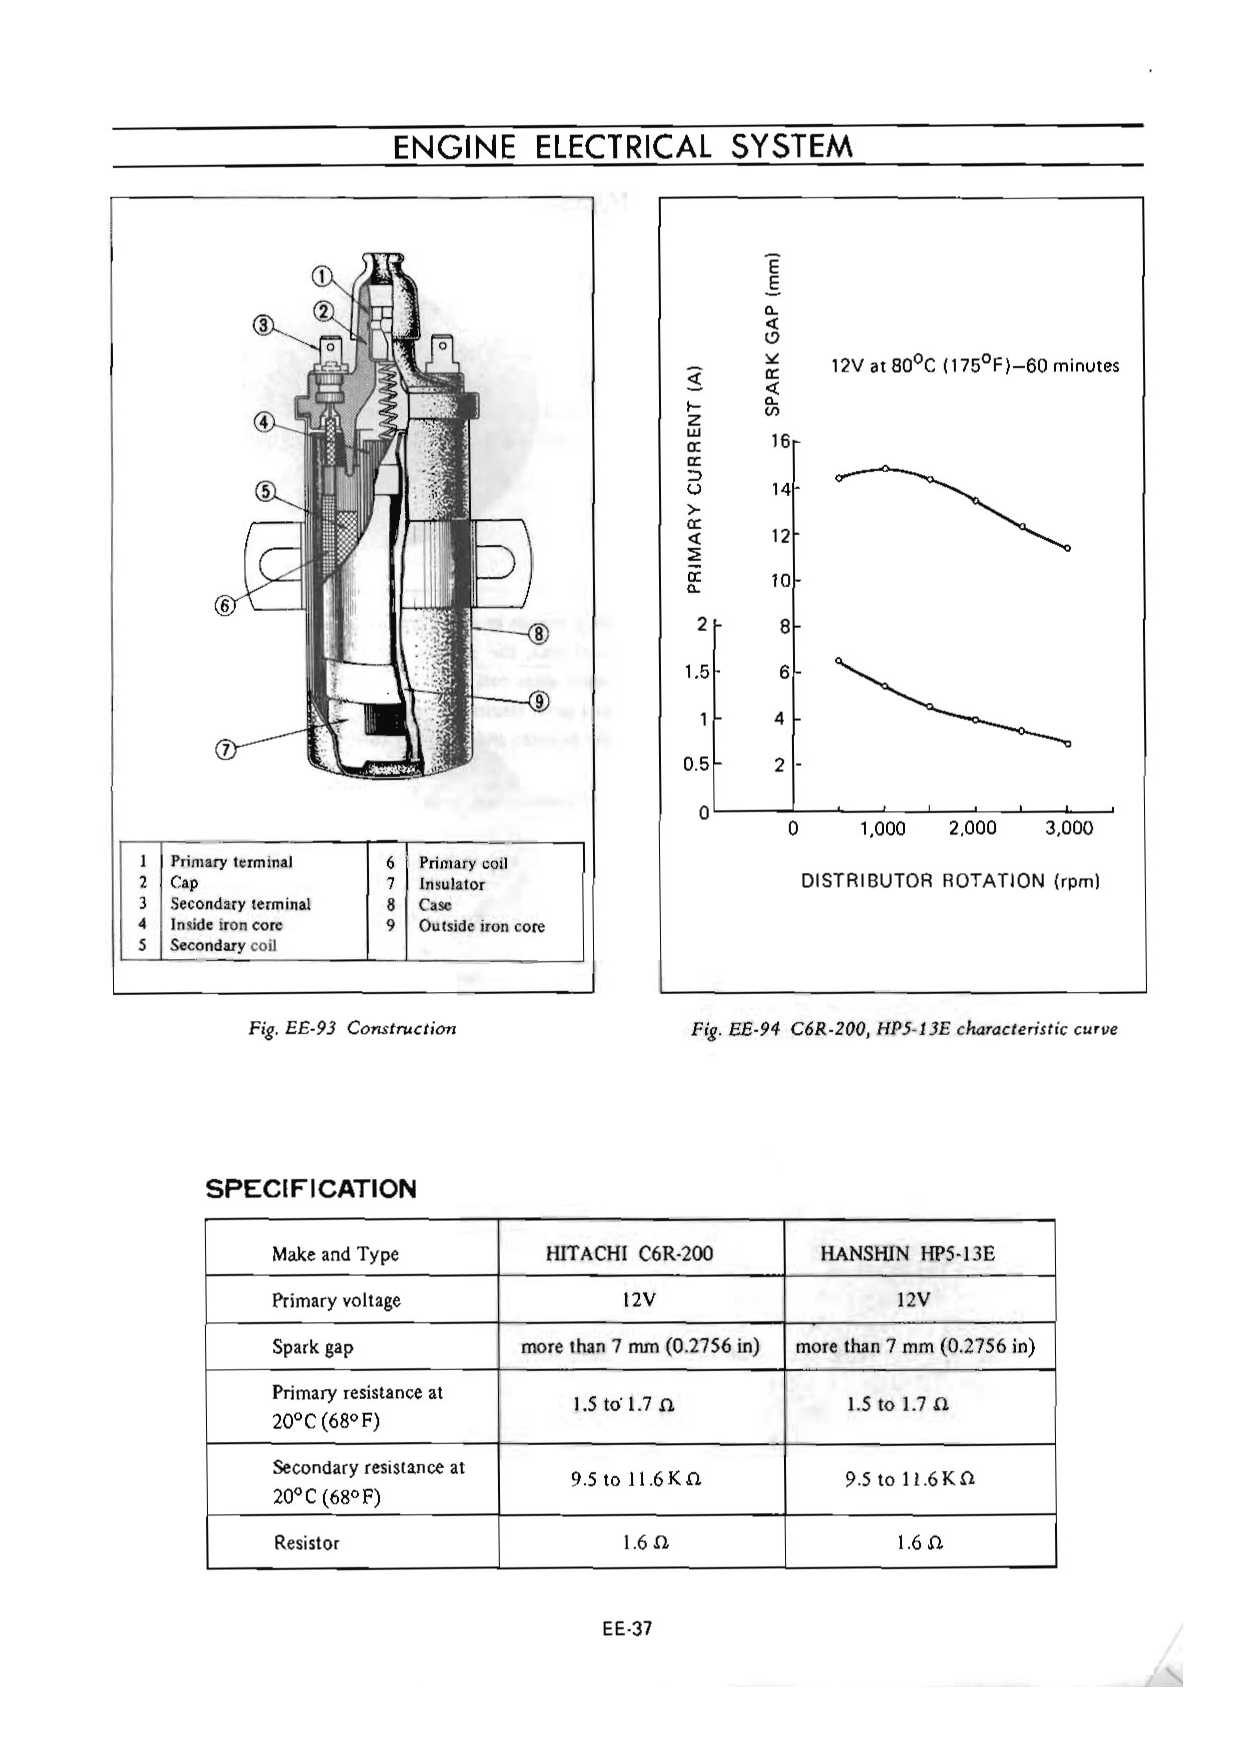 ENGINE ELECTRICAL SYSTEM
1
2
3
4
5
6
7
8
9
1 Primary terminal 6 Primary coil
2 Cap 7 Insulator
3 Secondary terminal 8 Case
4 Inside iron core 9 Outside iron core
5 Secondary coil
Fig. EE-93 Construction
PRIMARY CURRENT (A)
SPARK GAP (mm)
12V at 80°C (175°F)–60 minutes
16
14
12
10
2 8
1.5 6
1 4
0.5 2
0
0 1,000 2,000 3,000
DISTRIBUTOR ROTATION (rpm)
Fig. EE-94 C6R-200, HP5-13E characteristic curve
SPECIFICATION
Make and Type HITACHI C6R-200 HANSHIN HP5-13E
Primary voltage 12V 12V
Spark gap more than 7 mm (0.2756 in) more than 7 mm (0.2756 in)
Primary resistance at
20°C (68°F) 1.5 to 1.7 Ω 1.5 to 1.7 Ω
Secondary resistance at
20°C (68°F) 9.5 to 11.6 K Ω 9.5 to 11.6 K Ω
Resistor 1.6 Ω 1.6 Ω
EE-37